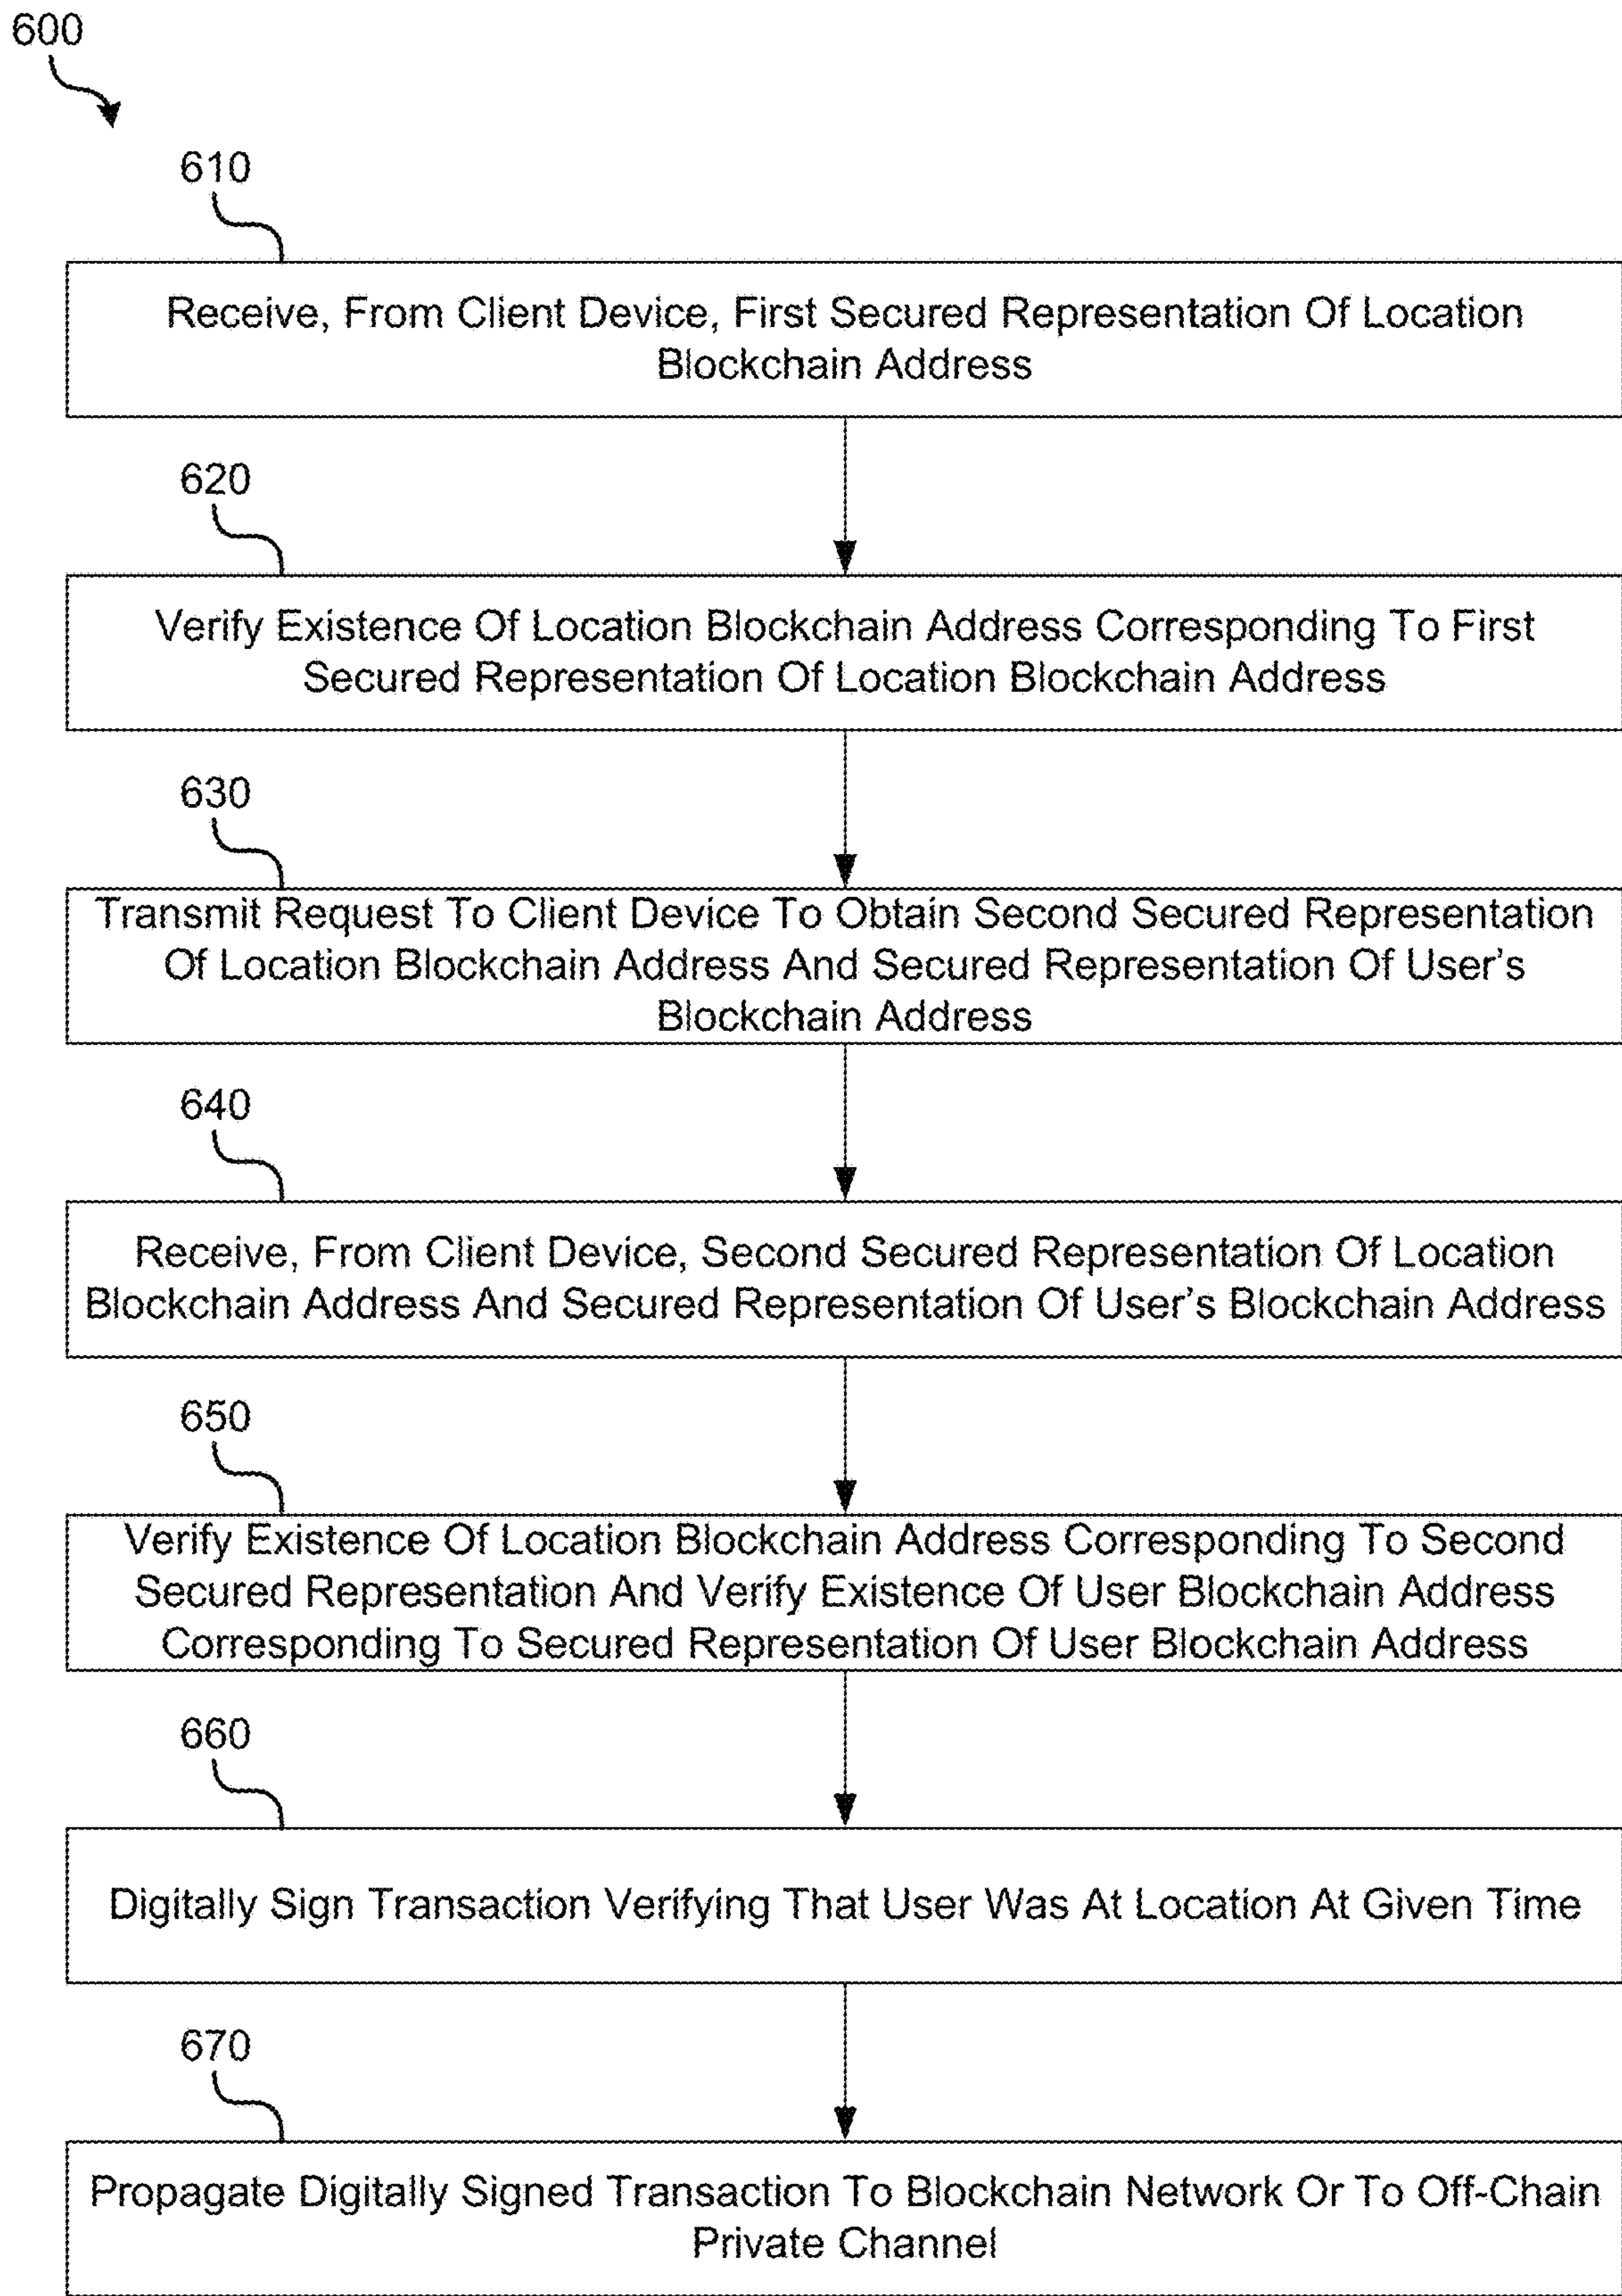 600
610
Receive, From Client Device, First Secured Representation Of Location
Blockchain Address
620
Verify Existence Of Location Blockchain Address Corresponding To First
Secured Representation Of Location Blockchain Address
630
Transmit Request To Client Device To Obtain Second Secured Representation
Of Location Blockchain Address And Secured Representation Of User's
Blockchain Address
640
Receive, From Client Device, Second Secured Representation Of Location
Blockchain Address And Secured Representation Of User's Blockchain Address
650
Verify Existence Of Location Blockchain Address Corresponding To Second
Secured Representation And Verify Existence Of User Blockchain Address
Corresponding To Secured Representation Of User Blockchain Address
660
Digitally Sign Transaction Verifying That User Was At Location At Given Time
670
Propagate Digitally Signed Transaction To Blockchain Network Or To Off-Chain
Private Channel